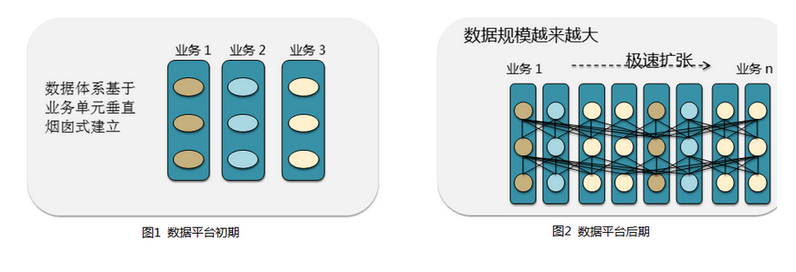 业务 1
业务 2
业务 3
数据体系基于
业务单元垂直
烟囱式建立
图1 数据平台初期
数据规模越来越大
极速扩张
业务 1
业务 n
图2 数据平台后期